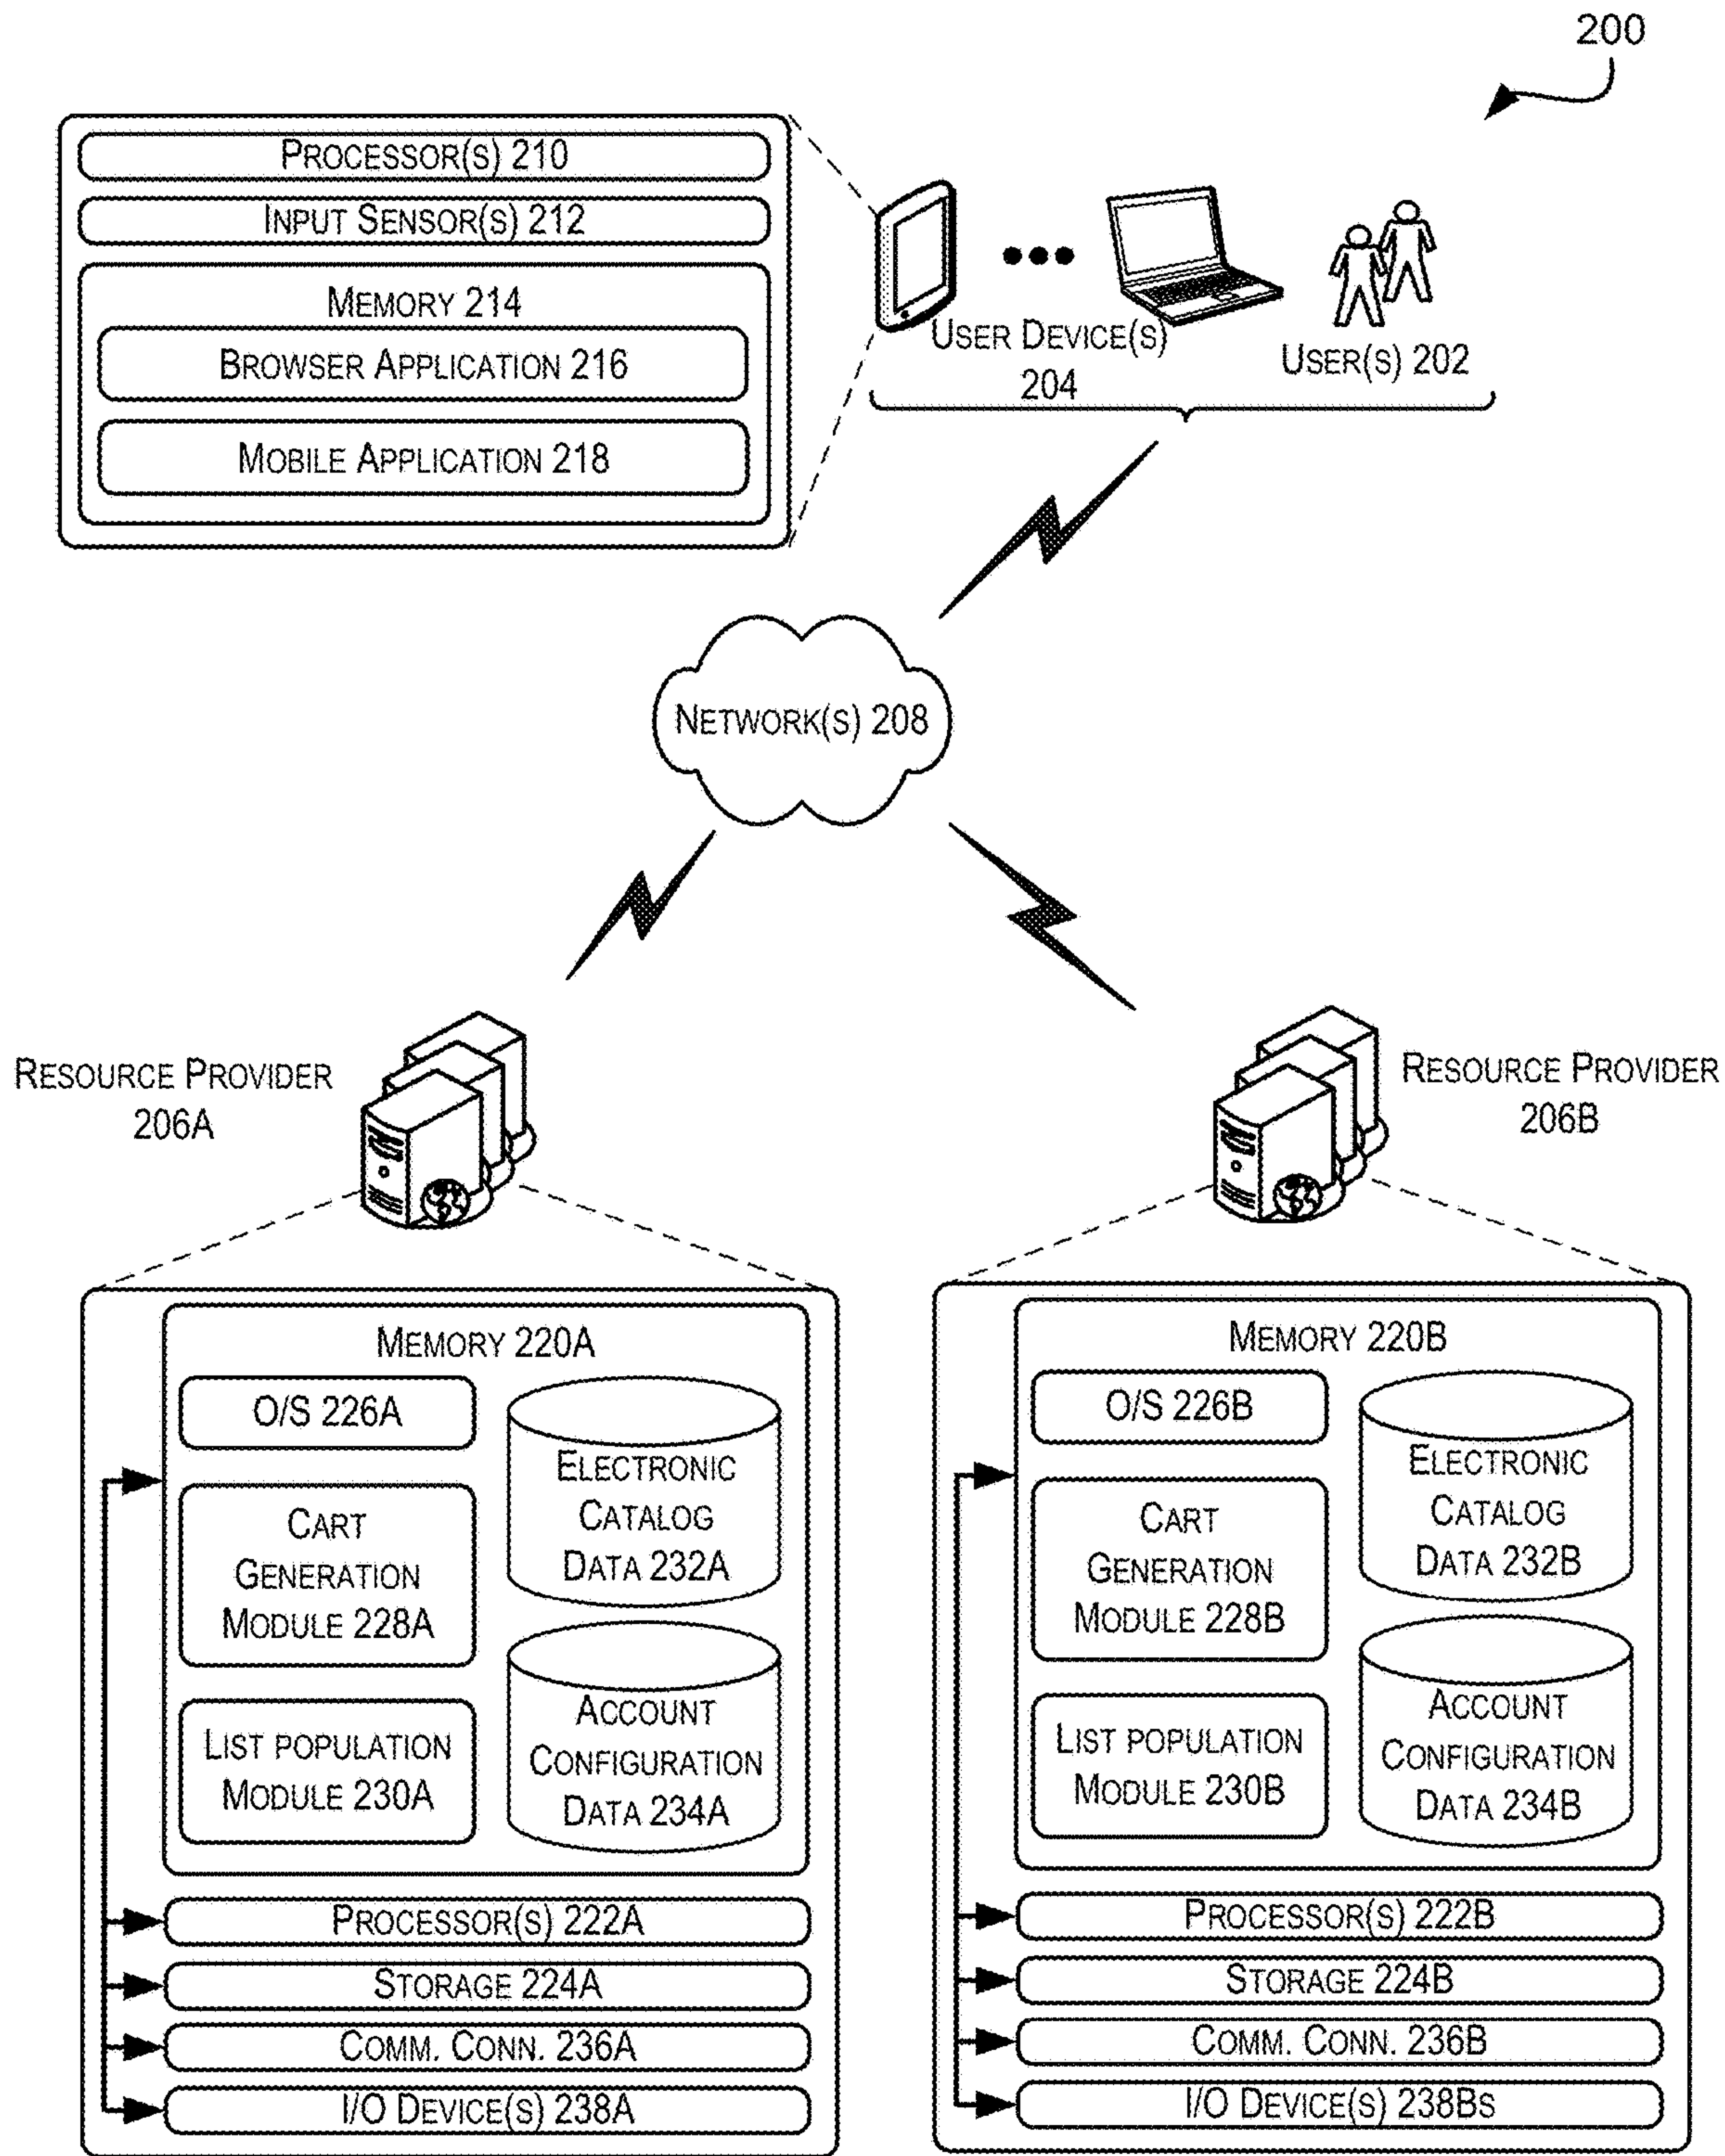 200
PROCESSOR(S) 210
INPUT SENSOR(S) 212
MEMORY 214
BROWSER APPLICATION 216
MOBILE APPLICATION 218
USER DEVICE(S)
204
USER(S) 202
NETWORK(S) 208
RESOURCE PROVIDER
206A
RESOURCE PROVIDER
206B
MEMORY 220A
O/S 226A
CART
GENERATION
MODULE 228A
LIST POPULATION
MODULE 230A
ELECTRONIC
CATALOG
DATA 232A
ACCOUNT
CONFIGURATION
DATA 234A
PROCESSOR(S) 222A
STORAGE 224A
COMM. CONN. 236A
I/O DEVICE(S) 238A
MEMORY 220B
O/S 226B
CART
GENERATION
MODULE 228B
LIST POPULATION
MODULE 230B
ELECTRONIC
CATALOG
DATA 232B
ACCOUNT
CONFIGURATION
DATA 234B
PROCESSOR(S) 222B
STORAGE 224B
COMM. CONN. 236B
I/O DEVICE(S) 238BS